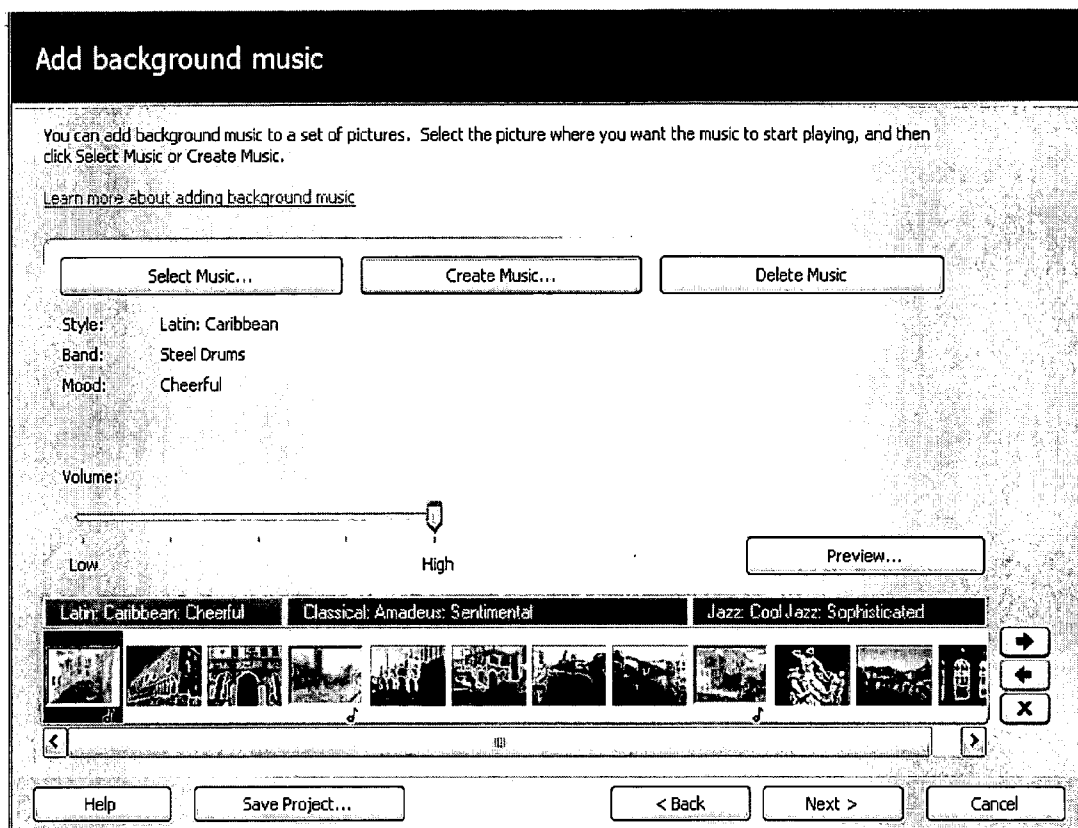 Add background music
You can add background music to a set of pictures. Select the picture where you want the music to start playing, and then
click Select Music or Create Music.
Learn more about adding background music
Select Music... Create Music... Delete Music
Style: Latin: Caribbean
Band: Steel Drums
Mood: Cheerful
Volume:
Low High
Preview...
Latin: Caribbean: Cheerful Classical: Amadeus: Sentimental Jazz: Cool Jazz: Sophisticated
Help Save Project... < Back Next > Cancel